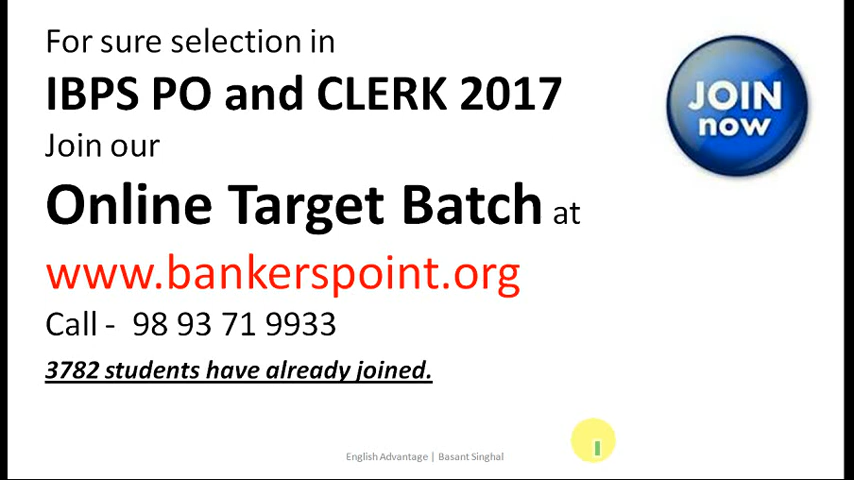 For sure selection in
IBPS PO and CLERK 2017
Join our
Online Target Batch at
www.bankerspoint.org
Call - 98 93 71 9933
3782 students have already joined.
JOIN
now
English Advantage | Basant Singhal